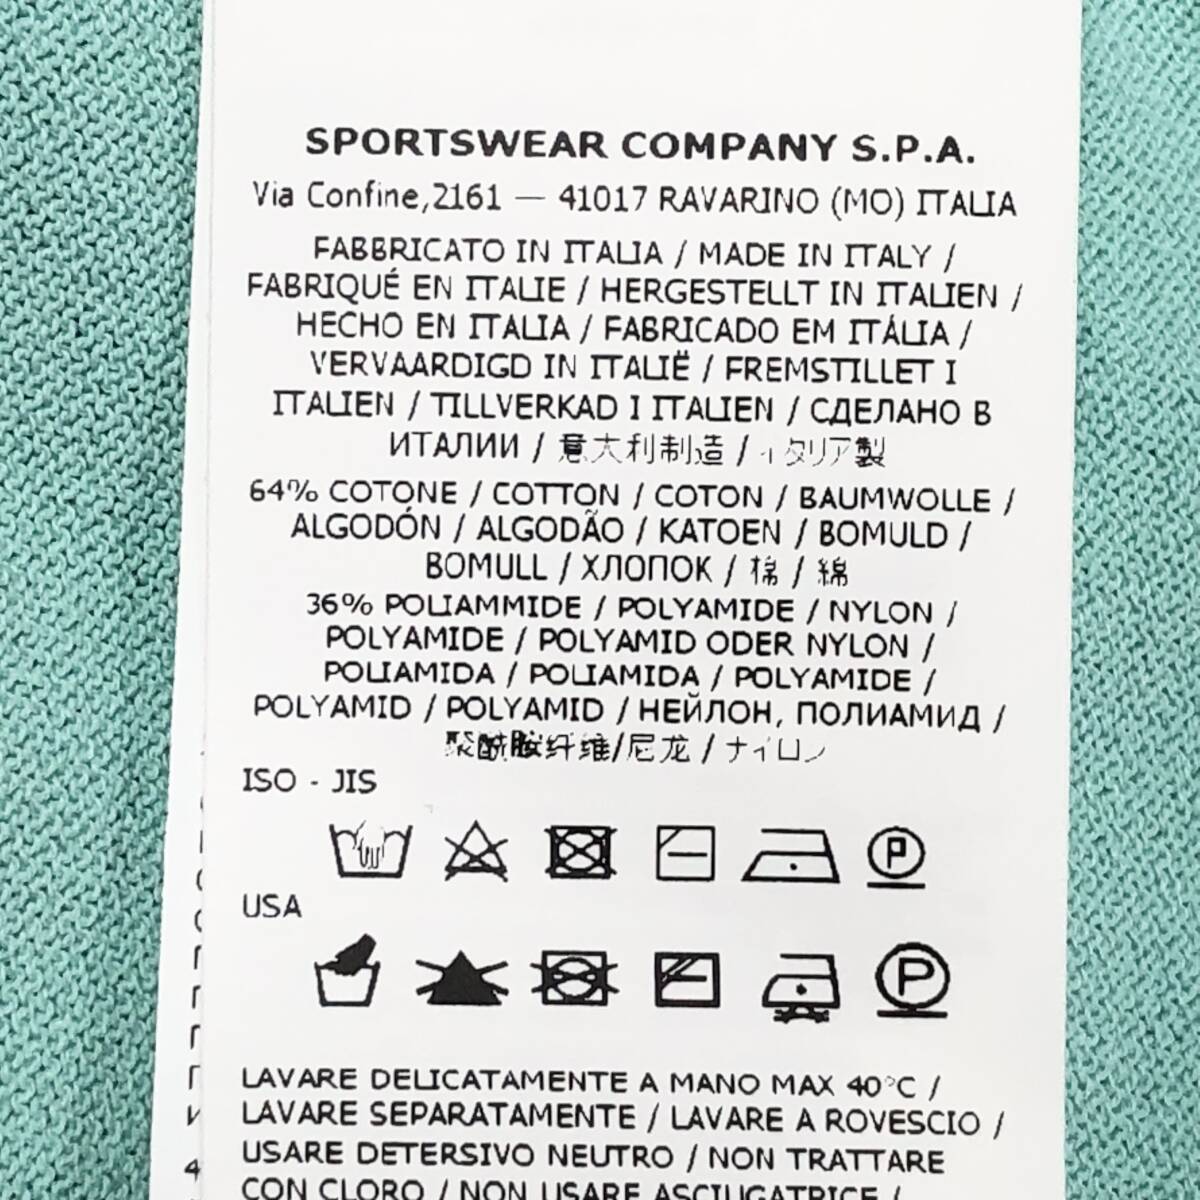 SPORTSWEAR COMPANY S.P.A.
Via Confine,2161 — 41017 RAVARINO (MO) ITALIA
FABBRICATO IN ITALIA / MADE IN ITALY /
FABRIQUÉ EN ITALIE / HERGESTELLT IN ITALIEN /
HECHO EN ITALIA / FABRICADO EM ITÁLIA /
VERVAARDIGD IN ITALIË / FREMSTILLET I
ITALIEN / TILLVERKAD I ITALIEN / СДЕЛАНО В
ИТАЛИИ / 意大利制造 / イタリア製
64% COTONE / COTTON / COTON / BAUMWOLLE /
ALGODÓN / ALGODÃO / KATOEN / BOMULD /
BOMULL / ХЛОПОК / 棉 / 綿
36% POLIAMMIDE / POLYAMIDE / NYLON /
POLYAMIDE / POLYAMID ODER NYLON /
POLIAMIDA / POLIAMIDA / POLYAMIDE /
POLYAMID / POLYAMID / НЕЙЛОН, ПОЛИАМИД /
聚酰胺纤维/尼龙 / ナイロン
ISO - JIS
P
USA
P
LAVARE DELICATAMENTE A MANO MAX 40°C /
LAVARE SEPARATAMENTE / LAVARE A ROVESCIO /
USARE DETERSIVO NEUTRO / NON TRATTARE
CON CLORO / NON USARE ASCIUGATRICE /